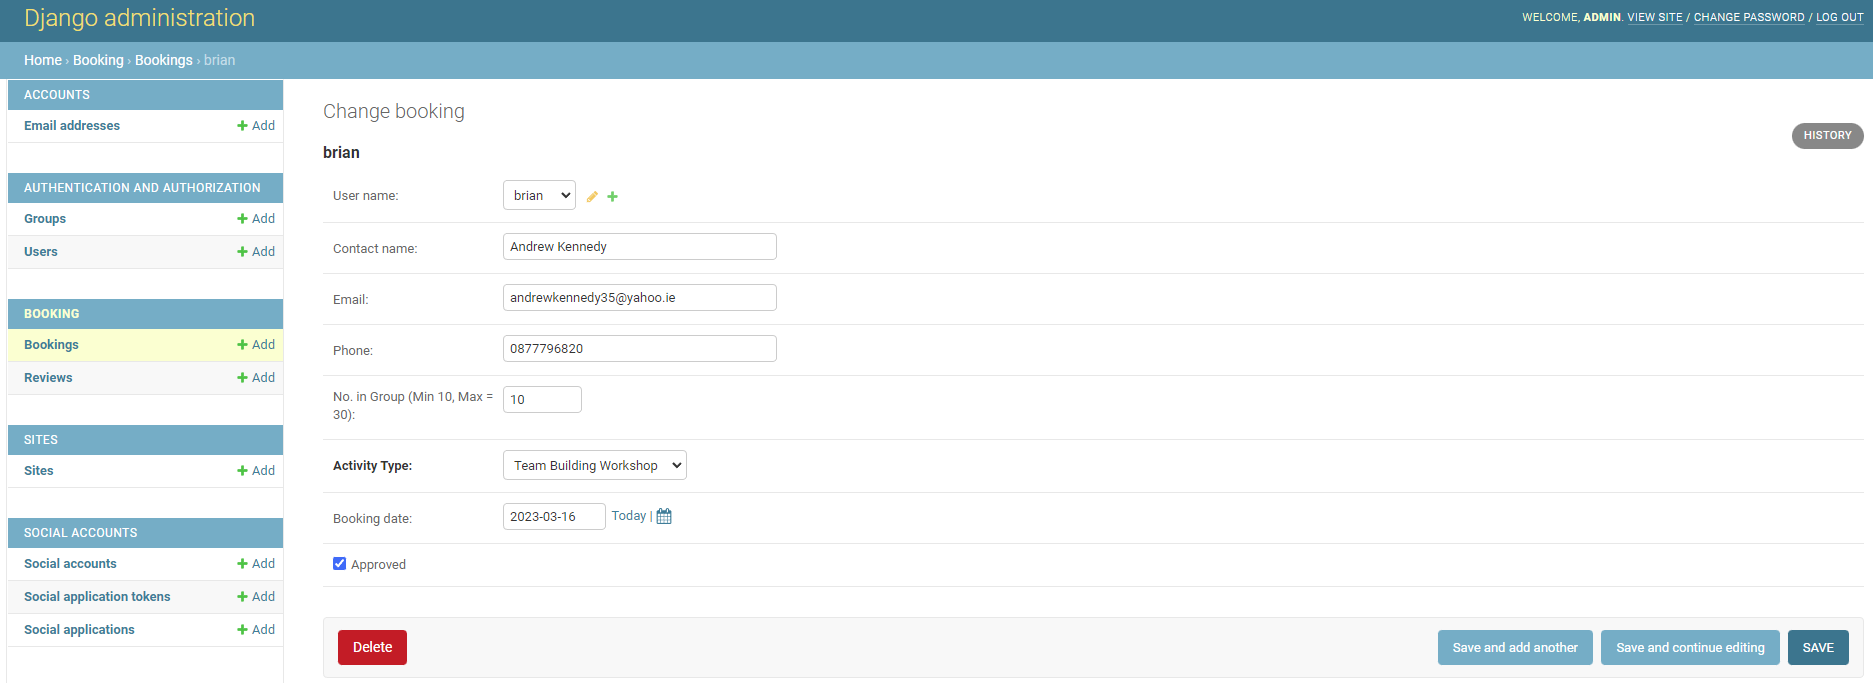 Django administration
WELCOME, ADMIN. VIEW SITE / CHANGE PASSWORD / LOG OUT
Home › Booking › Bookings › brian
ACCOUNTS
Email addresses Add
AUTHENTICATION AND AUTHORIZATION
Groups Add
Users Add
BOOKING
Bookings Add
Reviews Add
SITES
Sites Add
SOCIAL ACCOUNTS
Social accounts Add
Social application tokens Add
Social applications Add
Change booking
HISTORY
brian
User name: brian
Contact name: Andrew Kennedy
Email: andrewkennedy35@yahoo.ie
Phone: 0877796820
No. in Group (Min 10, Max =
30): 10
Activity Type: Team Building Workshop
Booking date: 2023-03-16 Today |
Approved
Delete Save and add another Save and continue editing SAVE